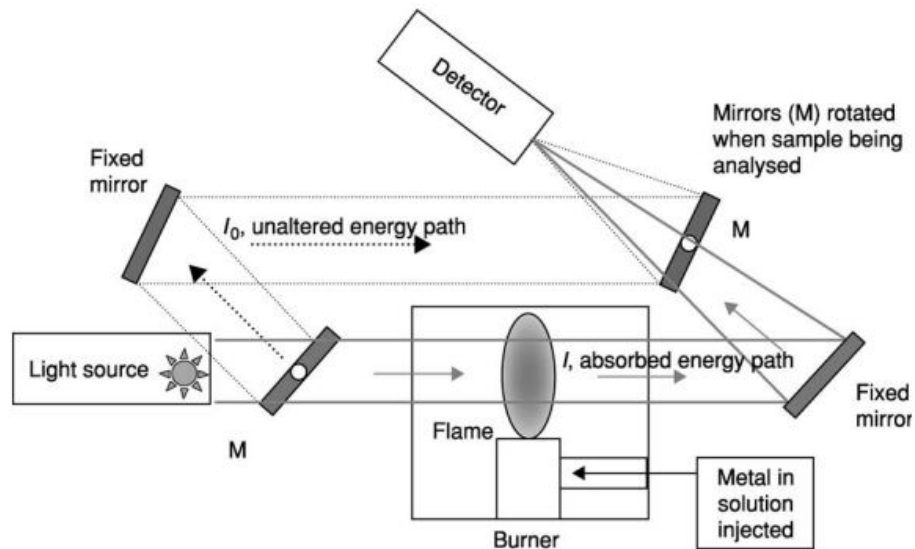 Detector
Mirrors (M) rotated
when sample being
analysed
Fixed
mirror
M
I₀, unaltered energy path
Light source
I, absorbed energy path
Flame
M
Fixed
mirror
Metal in
solution
injected
Burner